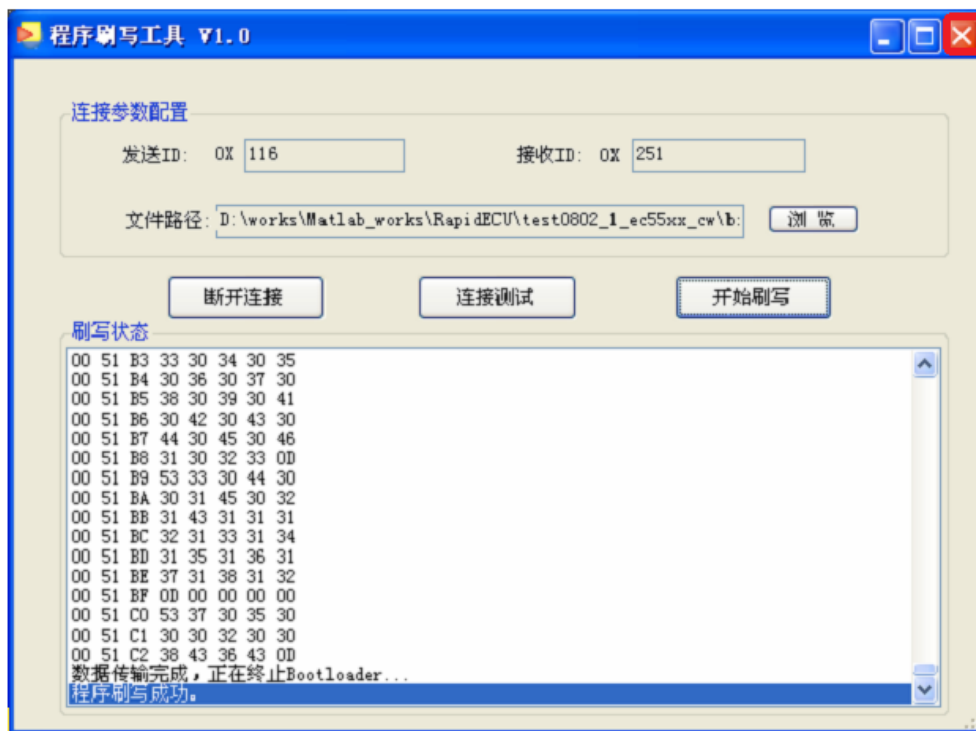 程序刷写工具 V1.0
连接参数配置
发送ID: 0X 116 接收ID: 0X 251
文件路径: D:\works\Matlab_works\RapidECU\test0802_1_ec55xx_cw\b: 浏 览
断开连接 连接测试 开始刷写
刷写状态
00 51 B3 33 30 34 30 35
00 51 B4 30 36 30 37 30
00 51 B5 38 30 39 30 41
00 51 B6 30 42 30 43 30
00 51 B7 44 30 45 30 46
00 51 B8 31 30 32 33 0D
00 51 B9 53 33 30 44 30
00 51 BA 30 31 45 30 32
00 51 BB 31 43 31 31 31
00 51 BC 32 31 33 31 34
00 51 BD 31 35 31 36 31
00 51 BE 37 31 38 31 32
00 51 BF 0D 00 00 00 00
00 51 C0 53 37 30 35 30
00 51 C1 30 30 32 30 30
00 51 C2 38 43 36 43 0D
数据传输完成，正在终止Bootloader...
程序刷写成功。